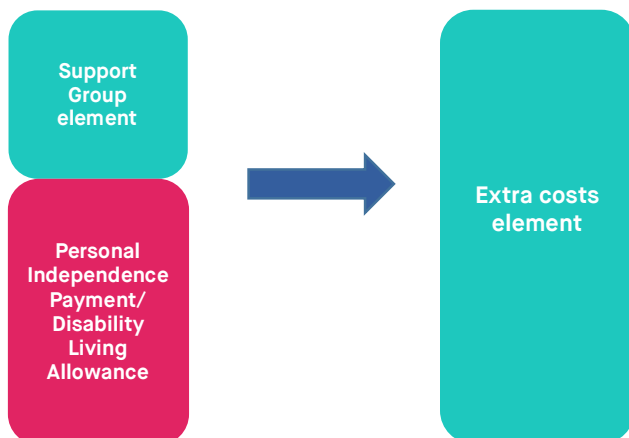 Support
Group
element
Personal
Independence
Payment/
Disability
Living
Allowance
Extra costs
element